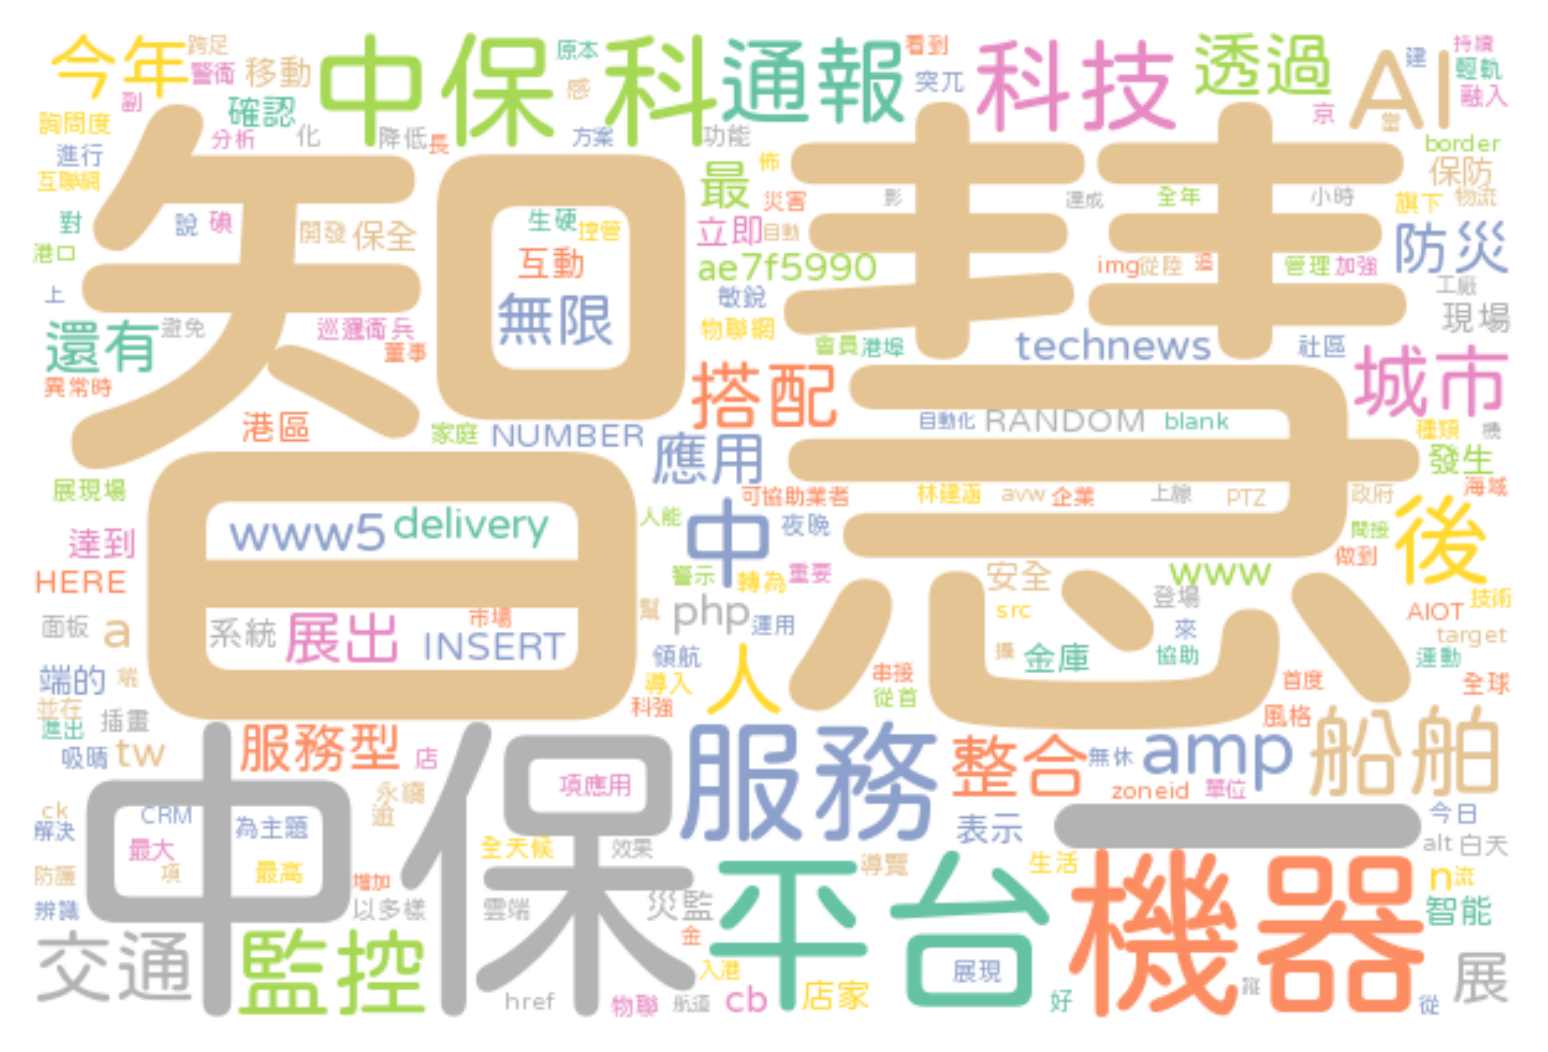 今年
跨足
警衛
移動
副
確認
詢問度
分析
化
進行
互聯網
中保科
原本
感
降低
長
方案
通報
看到
突兀
功能
科技
透過
京
AI
建
當
持續
輕軌
融入
border
保防
物流
旗下
智慧
對
說
磺
開發
保全
港口
上
還有
避免
巡邏衛兵
董事
異常時
港區
生硬
控管
互動
無限
最
佈
災害
影
達成
全年
小時
立即
自動
ae7f5990
敏銳
物聯網
img
從陸
追
管理
加強
防災
工廠
現場
會員
港埠
technews
社區
城市
搭配
家庭
NUMBER
應用
自動化
RANDOM
blank
種類
機
發生
海域
展現場
可協助業者
林建涵
avw
企業
上線
PTZ
政府
後
間接
做到
www5
delivery
人能
中
夜晚
達到
HERE
警示
轉為
重要
安全
www
登場
技術
面板
a
系統
展出
市場
INSERT
幫
php
運用
src
來
AIOT
target
運動
端的
端
領航
人
串接
從首
攝
金庫
協助
首度
全球
並在
進出
插畫
導入
科強
風格
吸睛
tw
服務型
店
服務
整合
無休
amp
船舶
中保一
項應用
永續
道
zoneid
單位
ck
解決
CRM
為主題
全天候
效果
表示
今日
alt
白天
最大
項
最高
防護
增加
辨識
以多樣
雲端
災監
金
平台
導覽
生活
機器
n
流
智能
交通
監控
入港
href
物聯
航道
cb
店家
展現
好
從
展